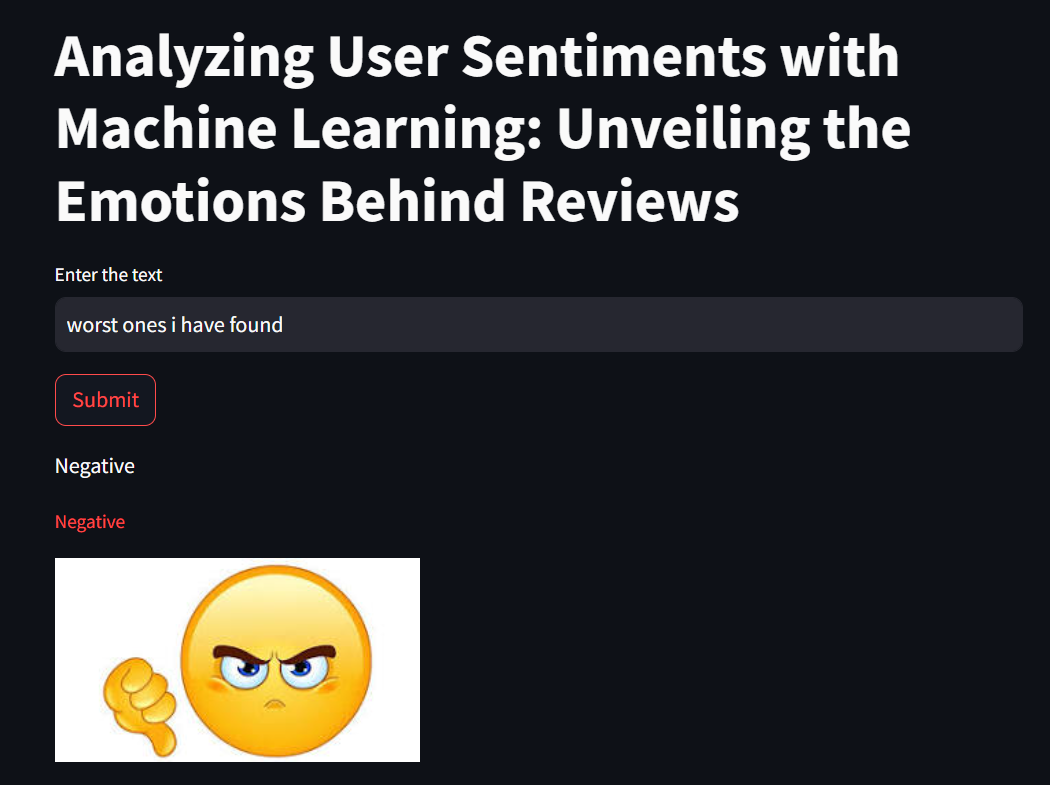 Analyzing User Sentiments with
Machine Learning: Unveiling the
Emotions Behind Reviews
Enter the text
worst ones i have found
Submit
Negative
Negative